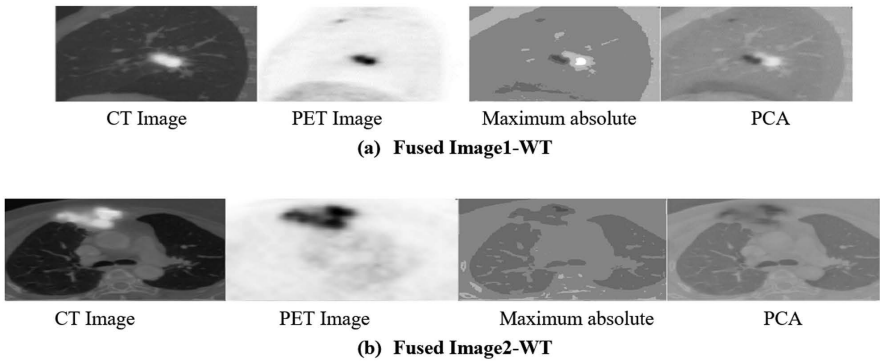 CT Image PET Image Maximum absolute PCA
(a) Fused Image1-WT
CT Image PET Image Maximum absolute PCA
(b) Fused Image2-WT